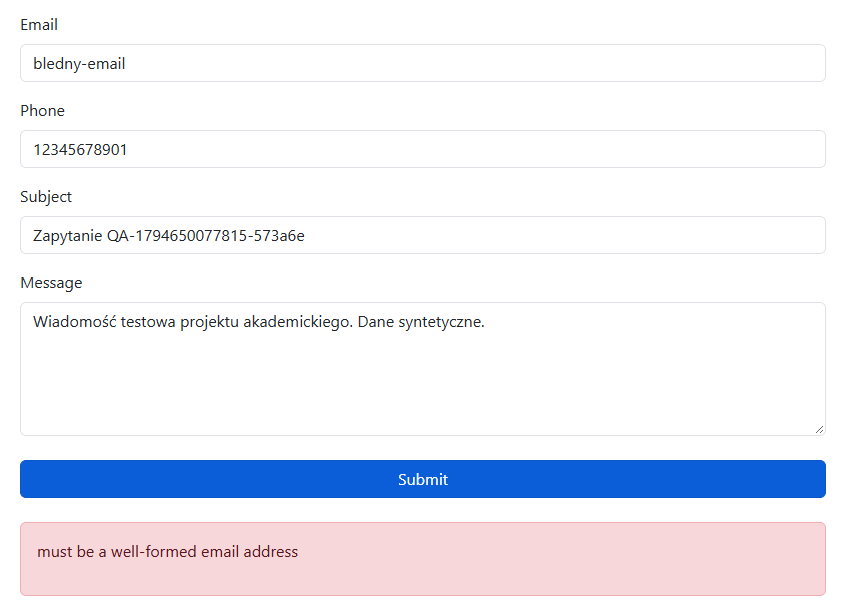 Email
bledny-email
Phone
12345678901
Subject
Zapytanie QA-1794650077815-573a6e
Message
Wiadomość testowa projektu akademickiego. Dane syntetyczne.
Submit
must be a well-formed email address